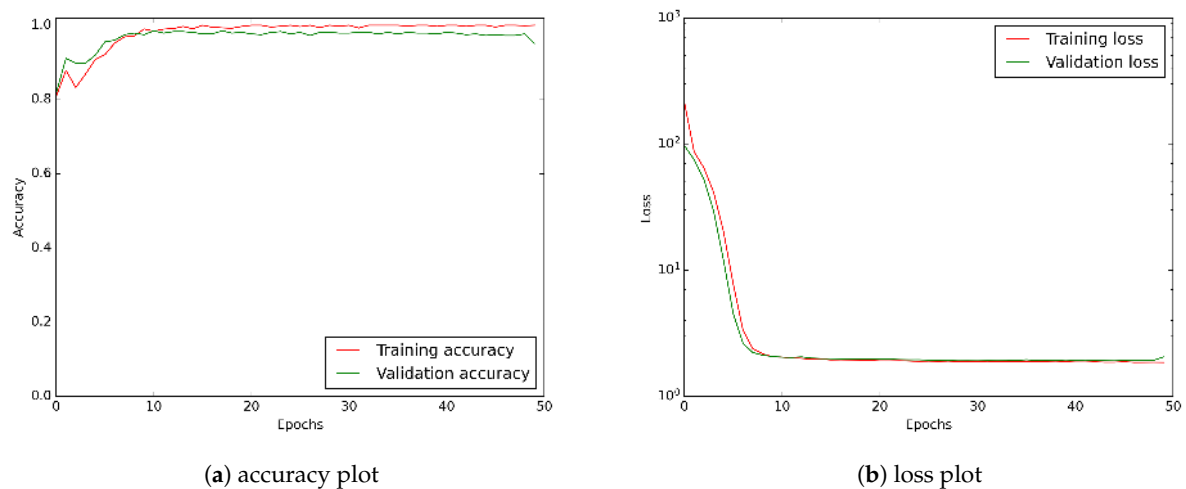 1.0
0.8
0.6
0.4
0.2
0.0
Accuracy
0 10 20 30 40 50
Epochs
Training accuracy
Validation accuracy
(a) accuracy plot
10³
10²
10¹
10⁰
Loss
0 10 20 30 40 50
Epochs
Training loss
Validation loss
(b) loss plot